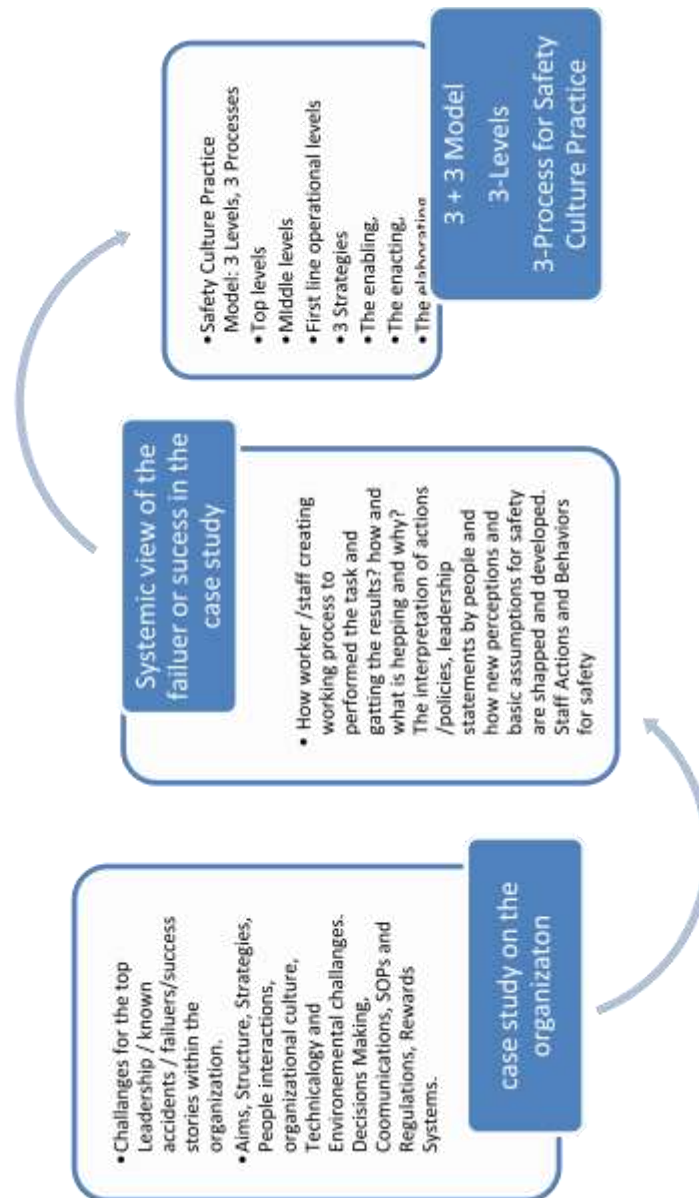 •Challanges for the top
Leadership / known
accidents / failuers/success
stories within the
organization.
•Aims, Structure, Strategies,
People interactions,
organizational culture,
Technicalogy and
Environemental challanges.
Decisions Making,
Coomunications, SOPs and
Regulations, Rewards
Systems.
case study on the
organizaton
Systemic view of the
failuer or sucess in the
case study
• How worker /staff creating
working process to
performed the task and
gatting the results? how and
what is hepping and why?
The interpretation of actions
/policies, leadership
statements by people and
how new perceptions and
basic assumptions for safety
are shapped and developed.
Staff Actions and Behaviors
for safety
•Safety Culture Practice
Model: 3 Levels, 3 Processes
•Top levels
•Middle levels
•First line operational levels
•3 Strategies
•The enabling,
•The enacting,
•The elaborating
3 + 3 Model
3-Levels
3-Process for Safety
Culture Practice